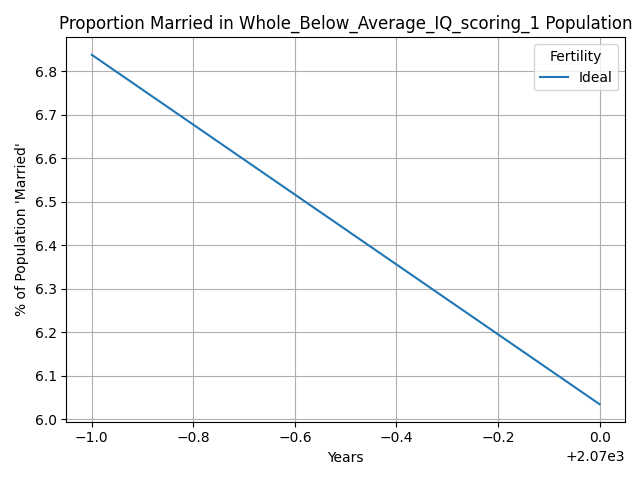 Proportion Married in Whole_Below_Average_IQ_scoring_1 Population
Fertility
Ideal
% of Population 'Married'
6.8
6.7
6.6
6.5
6.4
6.3
6.2
6.1
6.0
−1.0 −0.8 −0.6 −0.4 −0.2 0.0
Years
+2.07e3